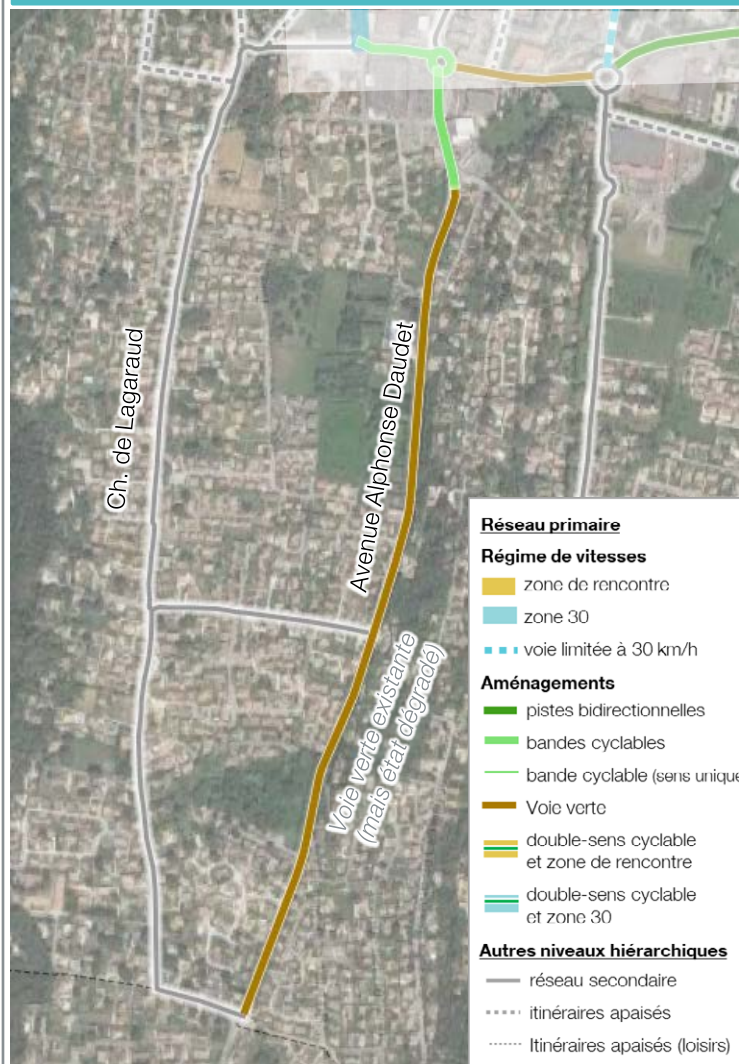 Ch. de Lagaraud
Avenue Alphonse Daudet
Voie verte existante
(mais état dégradé)
Réseau primaire
Régime de vitesses
zone de rencontre
zone 30
voie limitée à 30 km/h
Aménagements
pistes bidirectionnelles
bandes cyclables
bande cyclable (sens unique
Voie verte
double-sens cyclable
et zone de rencontre
double-sens cyclable
et zone 30
Autres niveaux hiérarchiques
réseau secondaire
itinéraires apaisés
Itinéraires apaisés (loisirs)